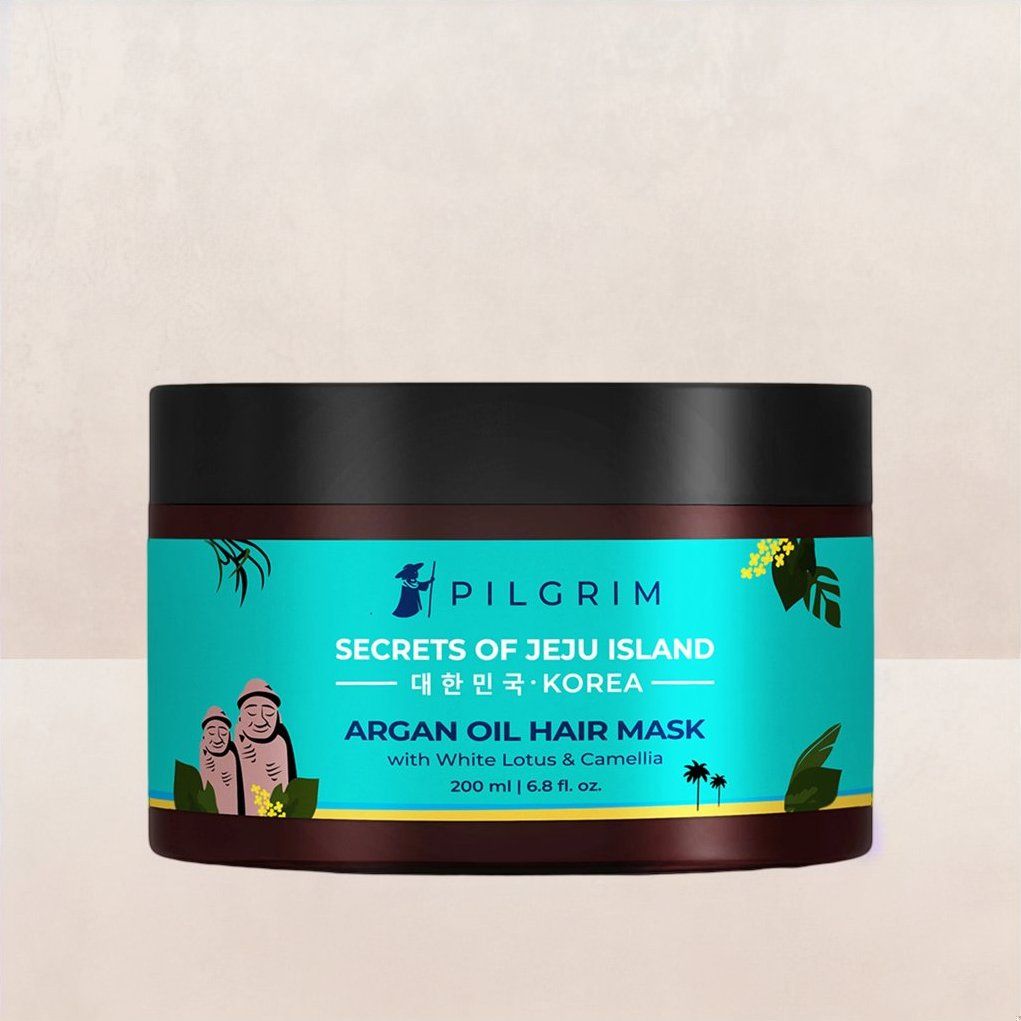 PILGRIM
SECRETS OF JEJU ISLAND
대한민국·KOREA
ARGAN OIL HAIR MASK
with White Lotus & Camellia
200 ml | 6.8 fl. oz.